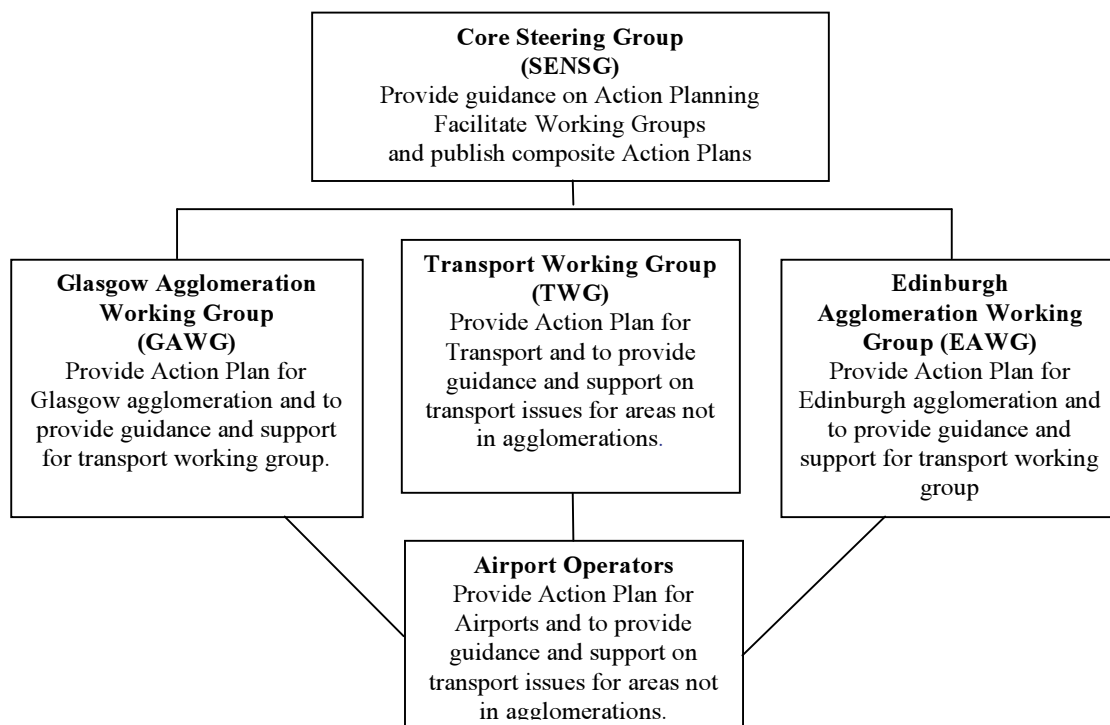 Core Steering Group
(SENSG)
Provide guidance on Action Planning
Facilitate Working Groups
and publish composite Action Plans
Glasgow Agglomeration
Working Group
(GAWG)
Provide Action Plan for
Glasgow agglomeration and to
provide guidance and support
for transport working group.
Transport Working Group
(TWG)
Provide Action Plan for
Transport and to provide
guidance and support on
transport issues for areas not
in agglomerations.
Edinburgh
Agglomeration Working
Group (EAWG)
Provide Action Plan for
Edinburgh agglomeration and
to provide guidance and
support for transport working
group
Airport Operators
Provide Action Plan for
Airports and to provide
guidance and support on
transport issues for areas not
in agglomerations.